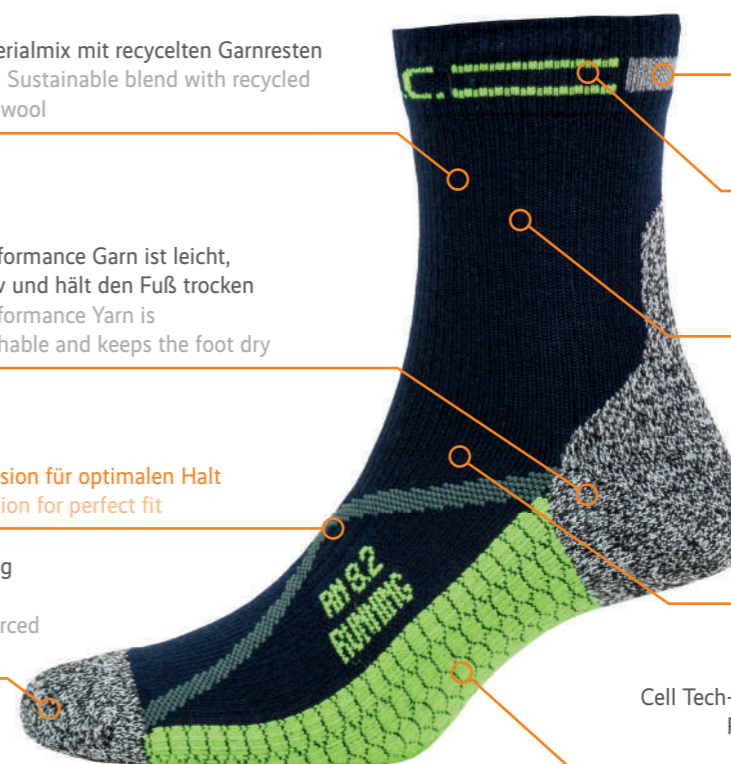 erialmix mit recycelten Garnresten
Sustainable blend with recycled
wool
.C.
formance Garn ist leicht,
v und hält den Fuß trocken
formance Yarn is
hable and keeps the foot dry
sion für optimalen Halt
ion for perfect fit
g
rced
RN 8.2
RUNNING
Cell Tech-